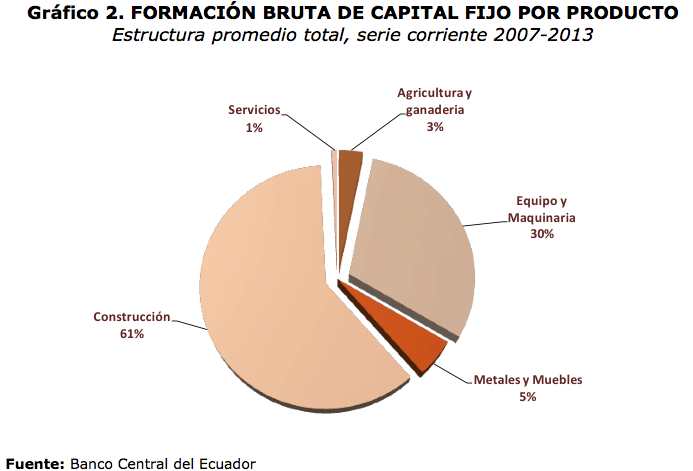 Gráfico 2. FORMACIÓN BRUTA DE CAPITAL FIJO POR PRODUCTO
Estructura promedio total, serie corriente 2007-2013
Servicios
1%
Agricultura y
ganaderia
3%
Equipo y
Maquinaria
30%
Construcción
61%
Metales y Muebles
5%
Fuente: Banco Central del Ecuador